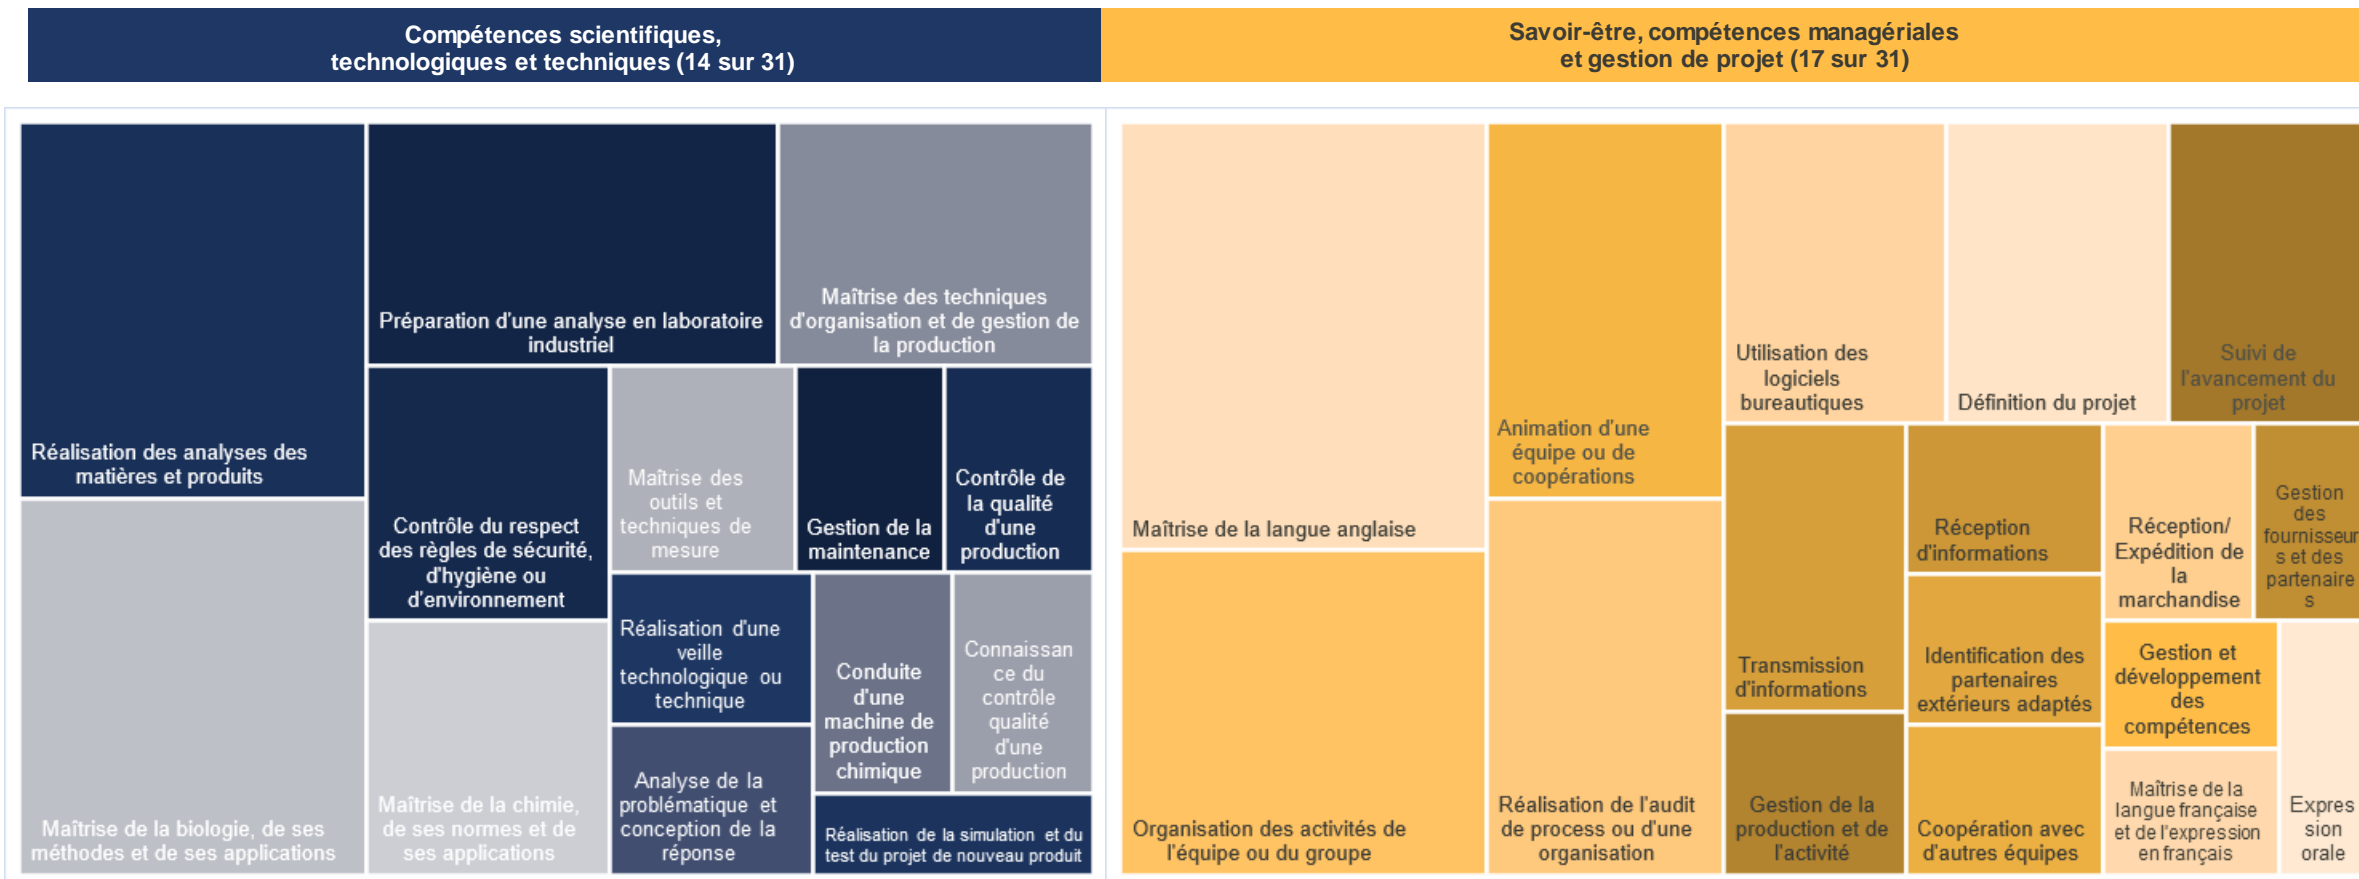 Compétences scientifiques,
technologiques et techniques (14 sur 31)
Savoir-être, compétences managériales
et gestion de projet (17 sur 31)
Réalisation des analyses des
matières et produits
Maîtrise de la biologie, de ses
méthodes et de ses applications
Préparation d'une analyse en laboratoire
industriel
Maîtrise des techniques
d'organisation et de gestion de
la production
Contrôle du respect
des règles de sécurité,
d'hygiène ou
d'environnement
Maîtrise de la chimie,
de ses normes et de
ses applications
Maîtrise des
outils et
techniques de
mesure
Gestion de la
maintenance
Contrôle de
la qualité
d'une
production
Réalisation d'une
veille
technologique ou
technique
Analyse de la
problématique et
conception de la
réponse
Conduite
d'une
machine de
production
chimique
Connaissan
ce du
contrôle
qualité
d'une
production
Réalisation de la simulation et du
test du projet de nouveau produit
Maîtrise de la langue anglaise
Organisation des activités de
l'équipe ou du groupe
Animation d'une
équipe ou de
coopérations
Réalisation de l'audit
de process ou d'une
organisation
Utilisation des
logiciels
bureautiques
Définition du projet
Suivi de
l'avancement du
projet
Transmission
d'informations
Gestion de la
production et de
l'activité
Réception
d'informations
Identification des
partenaires
extérieurs adaptés
Coopération avec
d'autres équipes
Réception/
Expédition de
la
marchandise
Gestion
des
fournisseur
s et des
partenaire
s
Gestion et
développement
des
compétences
Maîtrise de la
langue française
et de l'expression
en français
Expres
sion
orale